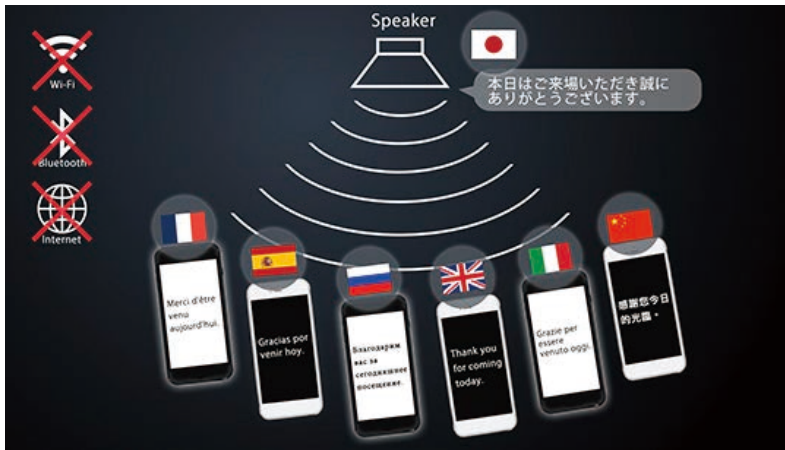 Speaker
本日はご来場いただき誠に
ありがとうございます。
Wi-Fi
Bluetooth
Internet
Merci d'être
venu
aujourd'hui.
Gracias por
venir hoy.
Благодарим
вас за
сегодняшнее
посещение.
Thank you
for coming
today.
Grazie per
essere
venuto oggi.
感謝您今日
的光臨。